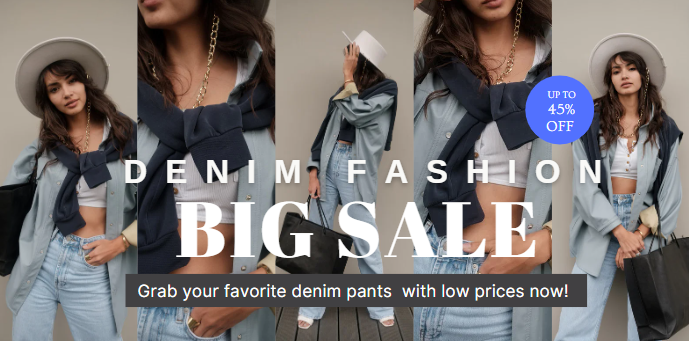 UP TO
45%
OFF
DENIM FASHION
BIG SALE
Grab your favorite denim pants  with low prices now!